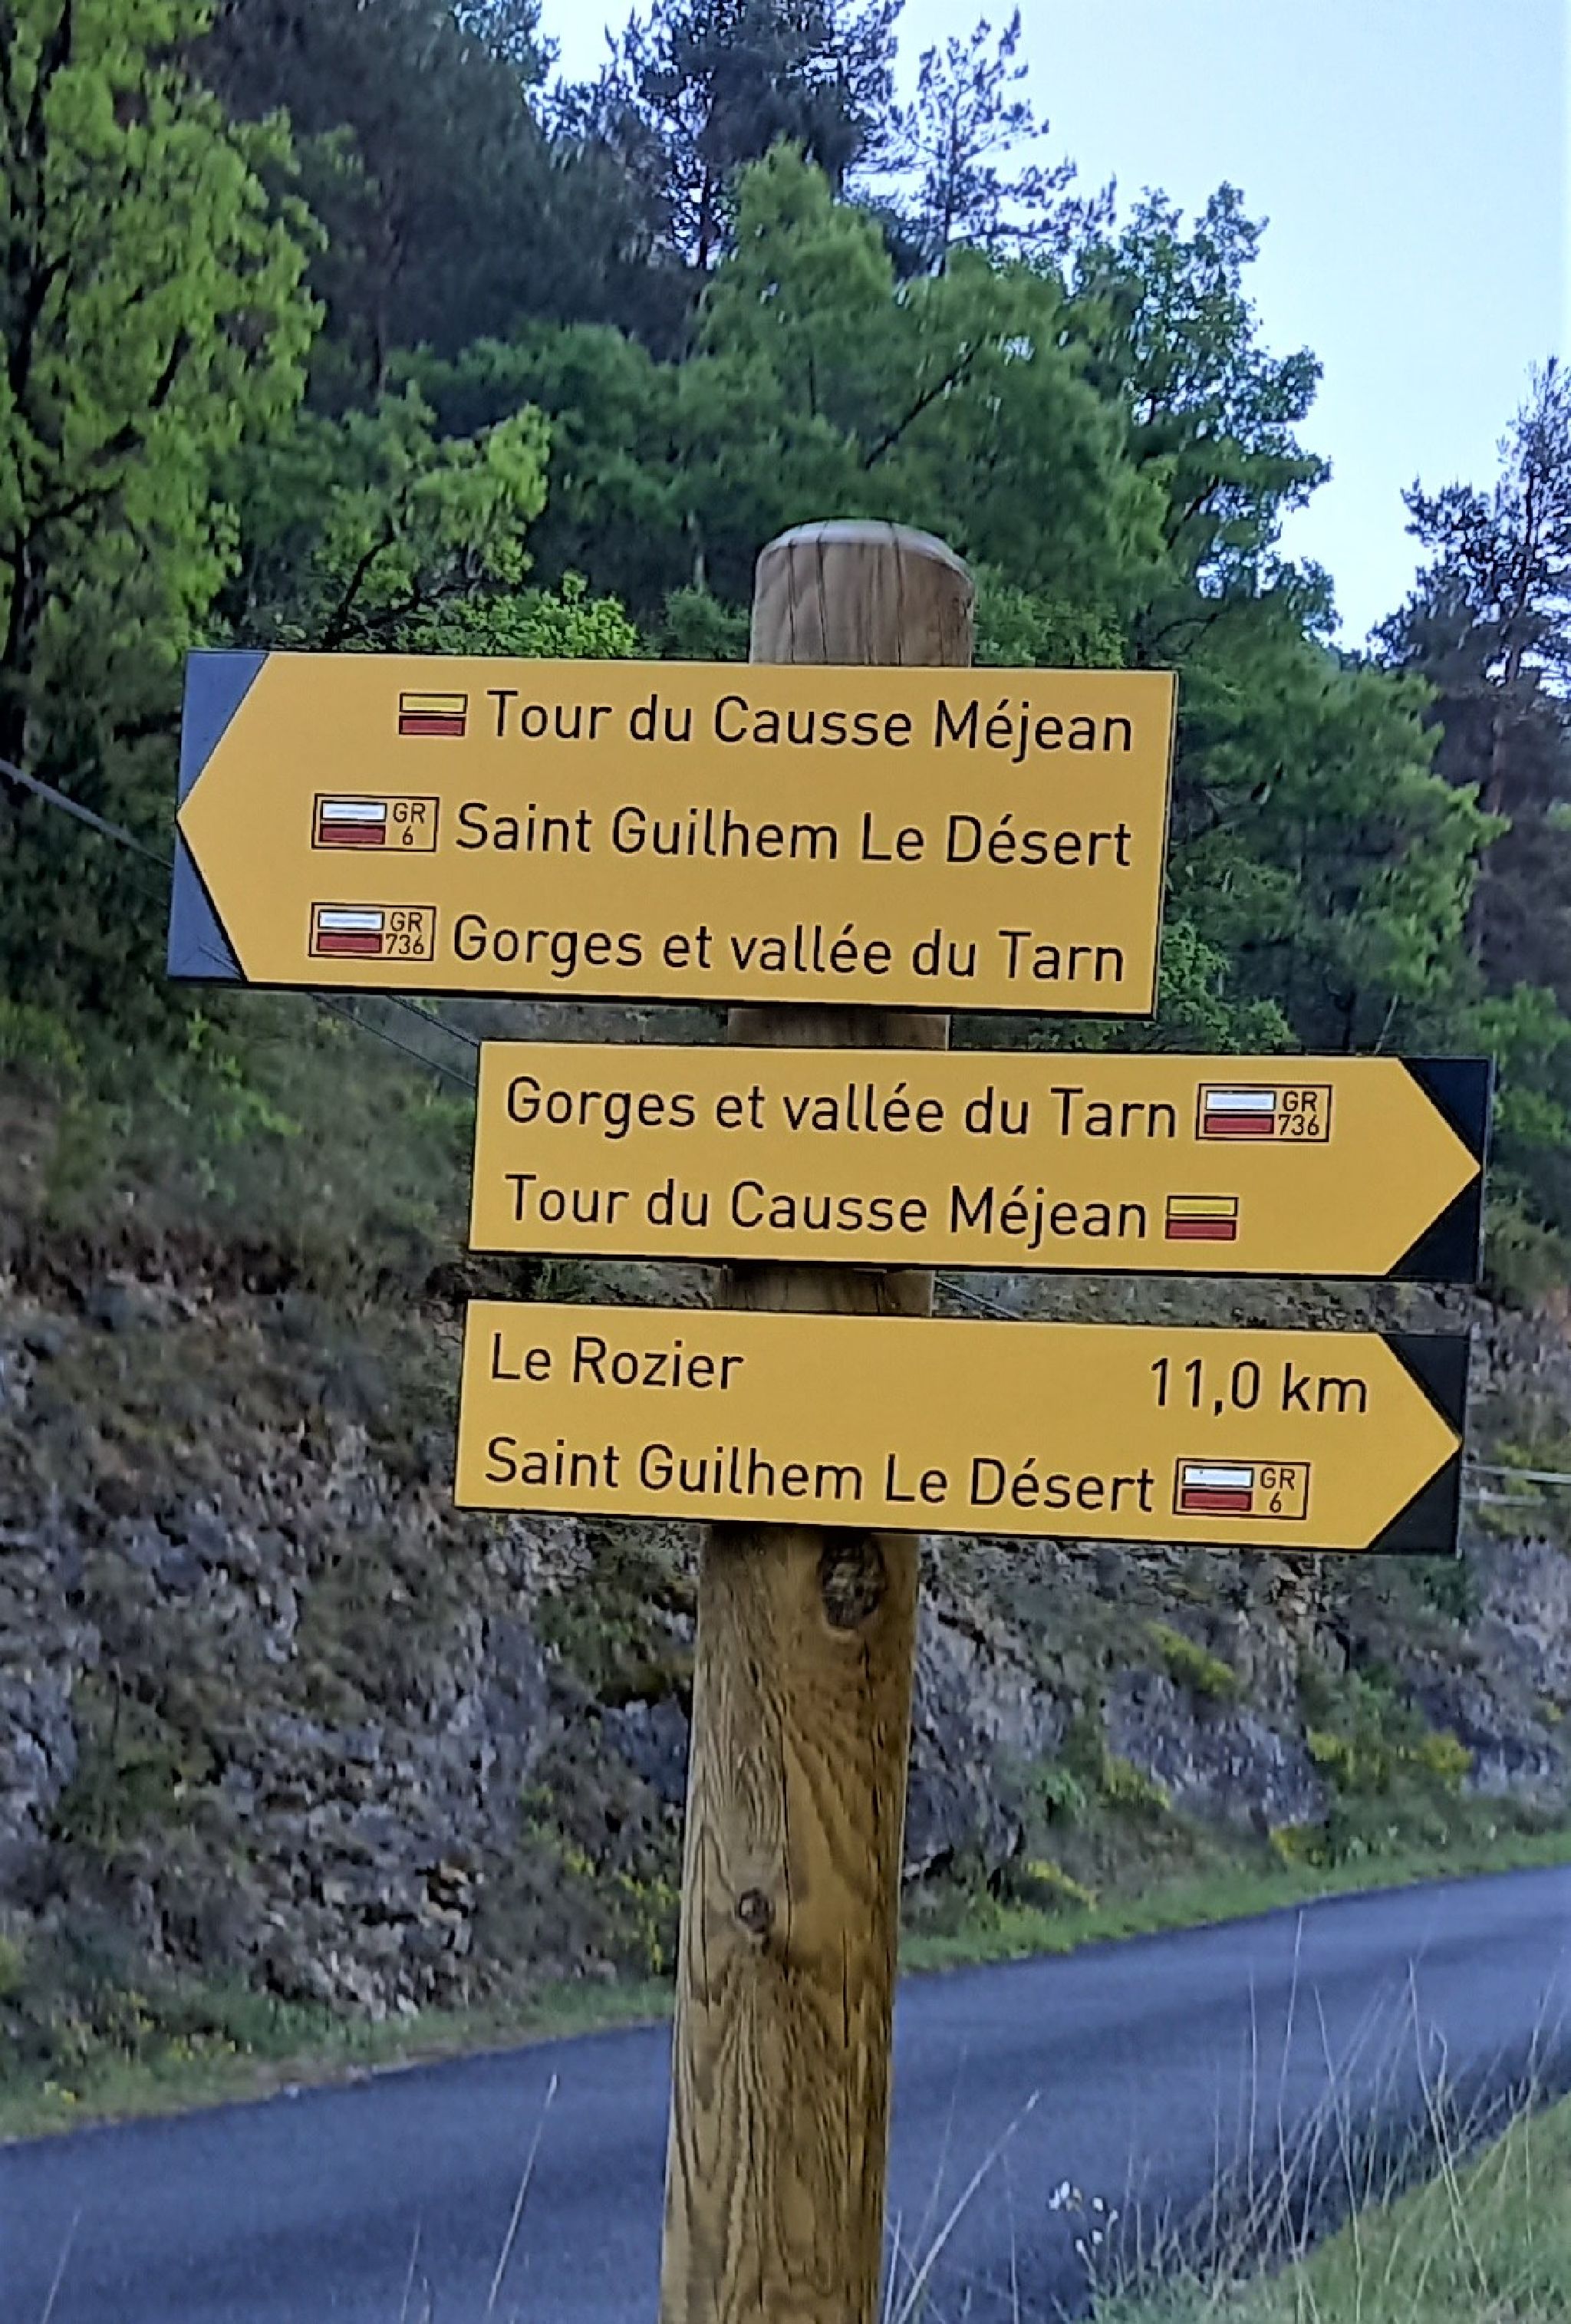 Tour du Causse Méjean
GR 6 Saint Guilhem Le Désert
GR 736 Gorges et vallée du Tarn
Gorges et vallée du Tarn GR 736
Tour du Causse Méjean
Le Rozier 11,0 km
Saint Guilhem Le Désert GR 6